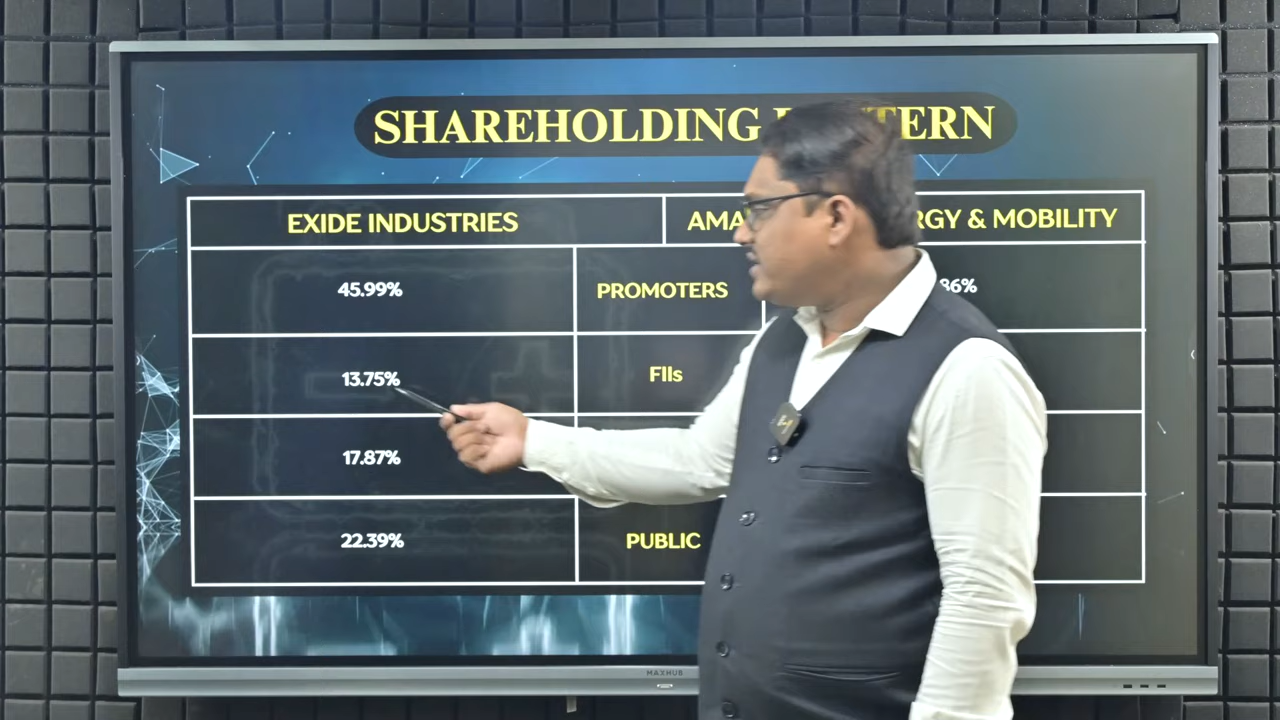 SHAREHOLDING TERN
EXIDE INDUSTRIES AMA RGY & MOBILITY
45.99% PROMOTERS 86%
13.75% FIIs
17.87%
22.39% PUBLIC
MAXHUB